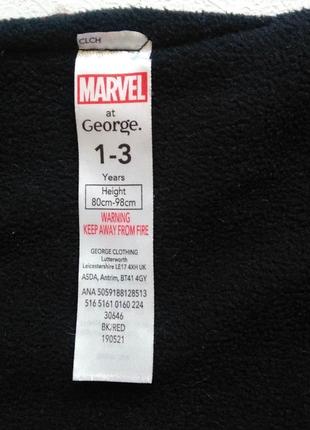 CLCH
MARVEL
at
George.
1-3
Years
Height
80cm-98cm
WARNING
KEEP AWAY FROM FIRE
GEORGE CLOTHING
Lutterworth
Leicestershire LE17 4XH UK
ASDA, Antrim, BT41 4GY
ANA 5059188128513
516 5161 0160 224
30646
BK/RED
190521